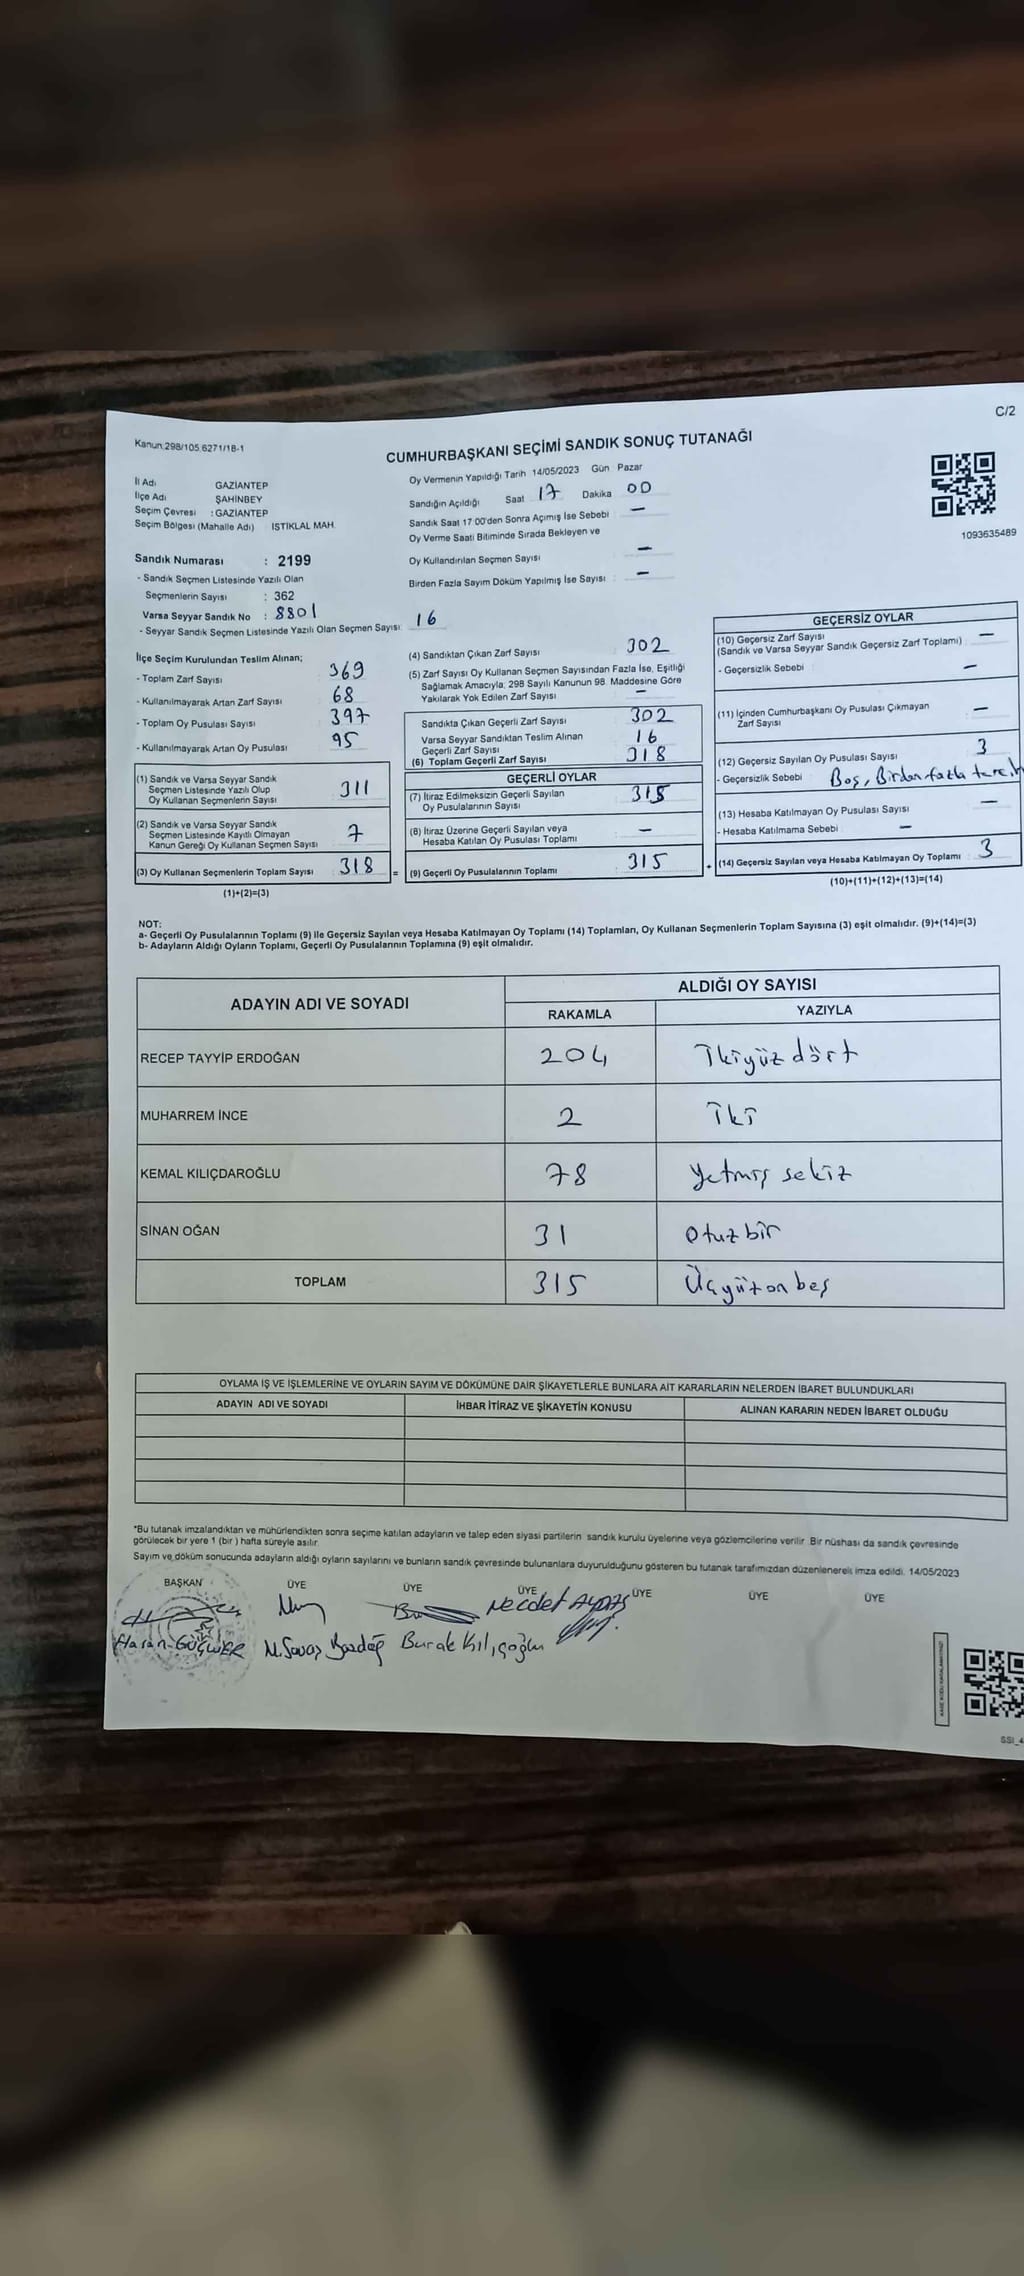 C/2
Kanun 298/105 6271/18-1
CUMHURBAŞKANI SEÇİMİ SANDIK SONUÇ TUTANAĞI
İl Adı GAZİANTEP
İlçe Adı ŞAHİNBEY
Seçim Çevresi : GAZİANTEP
Seçim Bölgesi (Mahalle Adı) İSTİKLAL MAH.
Sandık Numarası : 2199
- Sandık Seçmen Listesinde Yazılı Olan
Seçmenlerin Sayısı : 362
Varsa Seyyar Sandık No : 8801
- Seyyar Sandık Seçmen Listesinde Yazılı Olan Seçmen Sayısı: 16
Oy Vermenin Yapıldığı Tarih 14/05/2023 Gün Pazar
Sandığın Açıldığı Saat 17 Dakika 00
Sandık Saat 17:00'den Sonra Açımış İse Sebebi —
Oy Verme Saati Bitiminde Sırada Bekleyen ve
Oy Kullandırılan Seçmen Sayısı —
Birden Fazla Sayım Döküm Yapılmış İse Sayısı : —
1093635489
İlçe Seçim Kurulundan Teslim Alınan;
- Toplam Zarf Sayısı : 369
- Kullanılmayarak Artan Zarf Sayısı : 68
- Toplam Oy Pusulası Sayısı : 397
- Kullanılmayarak Artan Oy Pusulası : 95
(1) Sandık ve Varsa Seyyar Sandık
Seçmen Listesinde Yazılı Olup
Oy Kullanan Seçmenlerin Sayısı : 311
(2) Sandık ve Varsa Seyyar Sandık
Seçmen Listesinde Kayıtlı Olmayan
Kanun Gereği Oy Kullanan Seçmen Sayısı : 7
(3) Oy Kullanan Seçmenlerin Toplam Sayısı : 318
(1)+(2)=(3)
(4) Sandıktan Çıkan Zarf Sayısı : 302
(5) Zarf Sayısı Oy Kullanan Seçmen Sayısından Fazla İse, Eşitliği
Sağlamak Amacıyla; 298 Sayılı Kanunun 98. Maddesine Göre
Yakılarak Yok Edilen Zarf Sayısı : —
Sandıkta Çıkan Geçerli Zarf Sayısı : 302
Varsa Seyyar Sandıktan Teslim Alınan
Geçerli Zarf Sayısı : 16
(6) Toplam Geçerli Zarf Sayısı : 318
GEÇERLİ OYLAR
(7) İtiraz Edilmeksizin Geçerli Sayılan
Oy Pusulalarının Sayısı : 315
(8) İtiraz Üzerine Geçerli Sayılan veya
Hesaba Katılan Oy Pusulası Toplamı : —
= (9) Geçerli Oy Pusulalarının Toplamı : 315 +
GEÇERSİZ OYLAR
(10) Geçersiz Zarf Sayısı : —
(Sandık ve Varsa Seyyar Sandık Geçersiz Zarf Toplamı)
- Geçersizlik Sebebi : —
(11) İçinden Cumhurbaşkanı Oy Pusulası Çıkmayan
Zarf Sayısı : —
(12) Geçersiz Sayılan Oy Pusulası Sayısı : 3
- Geçersizlik Sebebi : Boş, Birden fazla tercih
(13) Hesaba Katılmayan Oy Pusulası Sayısı : —
- Hesaba Katılmama Sebebi : —
(14) Geçersiz Sayılan veya Hesaba Katılmayan Oy Toplamı : 3
(10)+(11)+(12)+(13)=(14)
NOT:
a- Geçerli Oy Pusulalarının Toplamı (9) ile Geçersiz Sayılan veya Hesaba Katılmayan Oy Toplamı (14) Toplamları, Oy Kullanan Seçmenlerin Toplam Sayısına (3) eşit olmalıdır. (9)+(14)=(3)
b- Adayların Aldığı Oyların Toplamı, Geçerli Oy Pusulalarının Toplamına (9) eşit olmalıdır.
ADAYIN ADI VE SOYADI ALDIĞI OY SAYISI
RAKAMLA YAZIYLA
RECEP TAYYİP ERDOĞAN 204 İkiyüz dört
MUHARREM İNCE 2 İki
KEMAL KILIÇDAROĞLU 78 yetmiş sekiz
SİNAN OĞAN 31 otuz bir
TOPLAM 315 Üçyüz on beş
OYLAMA İŞ VE İŞLEMLERİNE VE OYLARIN SAYIM VE DÖKÜMÜNE DAİR ŞİKAYETLERLE BUNLARA AİT KARARLARIN NELERDEN İBARET BULUNDUKLARI
ADAYIN ADI VE SOYADI İHBAR İTİRAZ VE ŞİKAYETİN KONUSU ALINAN KARARIN NEDEN İBARET OLDUĞU
*Bu tutanak imzalandıktan ve mühürlendikten sonra seçime katılan adayların ve talep eden siyasi partilerin sandık kurulu üyelerine veya gözlemcilerine verilir. Bir nüshası da sandık çevresinde
görülecek bir yere 1 (bir) hafta süreyle asılır.
Sayım ve döküm sonucunda adayların aldığı oyların sayılarını ve bunların sandık çevresinde bulunanlara duyurulduğunu gösteren bu tutanak tarafımızdan düzenlenerek imza edildi. 14/05/2023
BAŞKAN ÜYE ÜYE ÜYE ÜYE ÜYE ÜYE
Necdet
Hasan M. Savaş Bozdağ Burak Kılıçoğlu